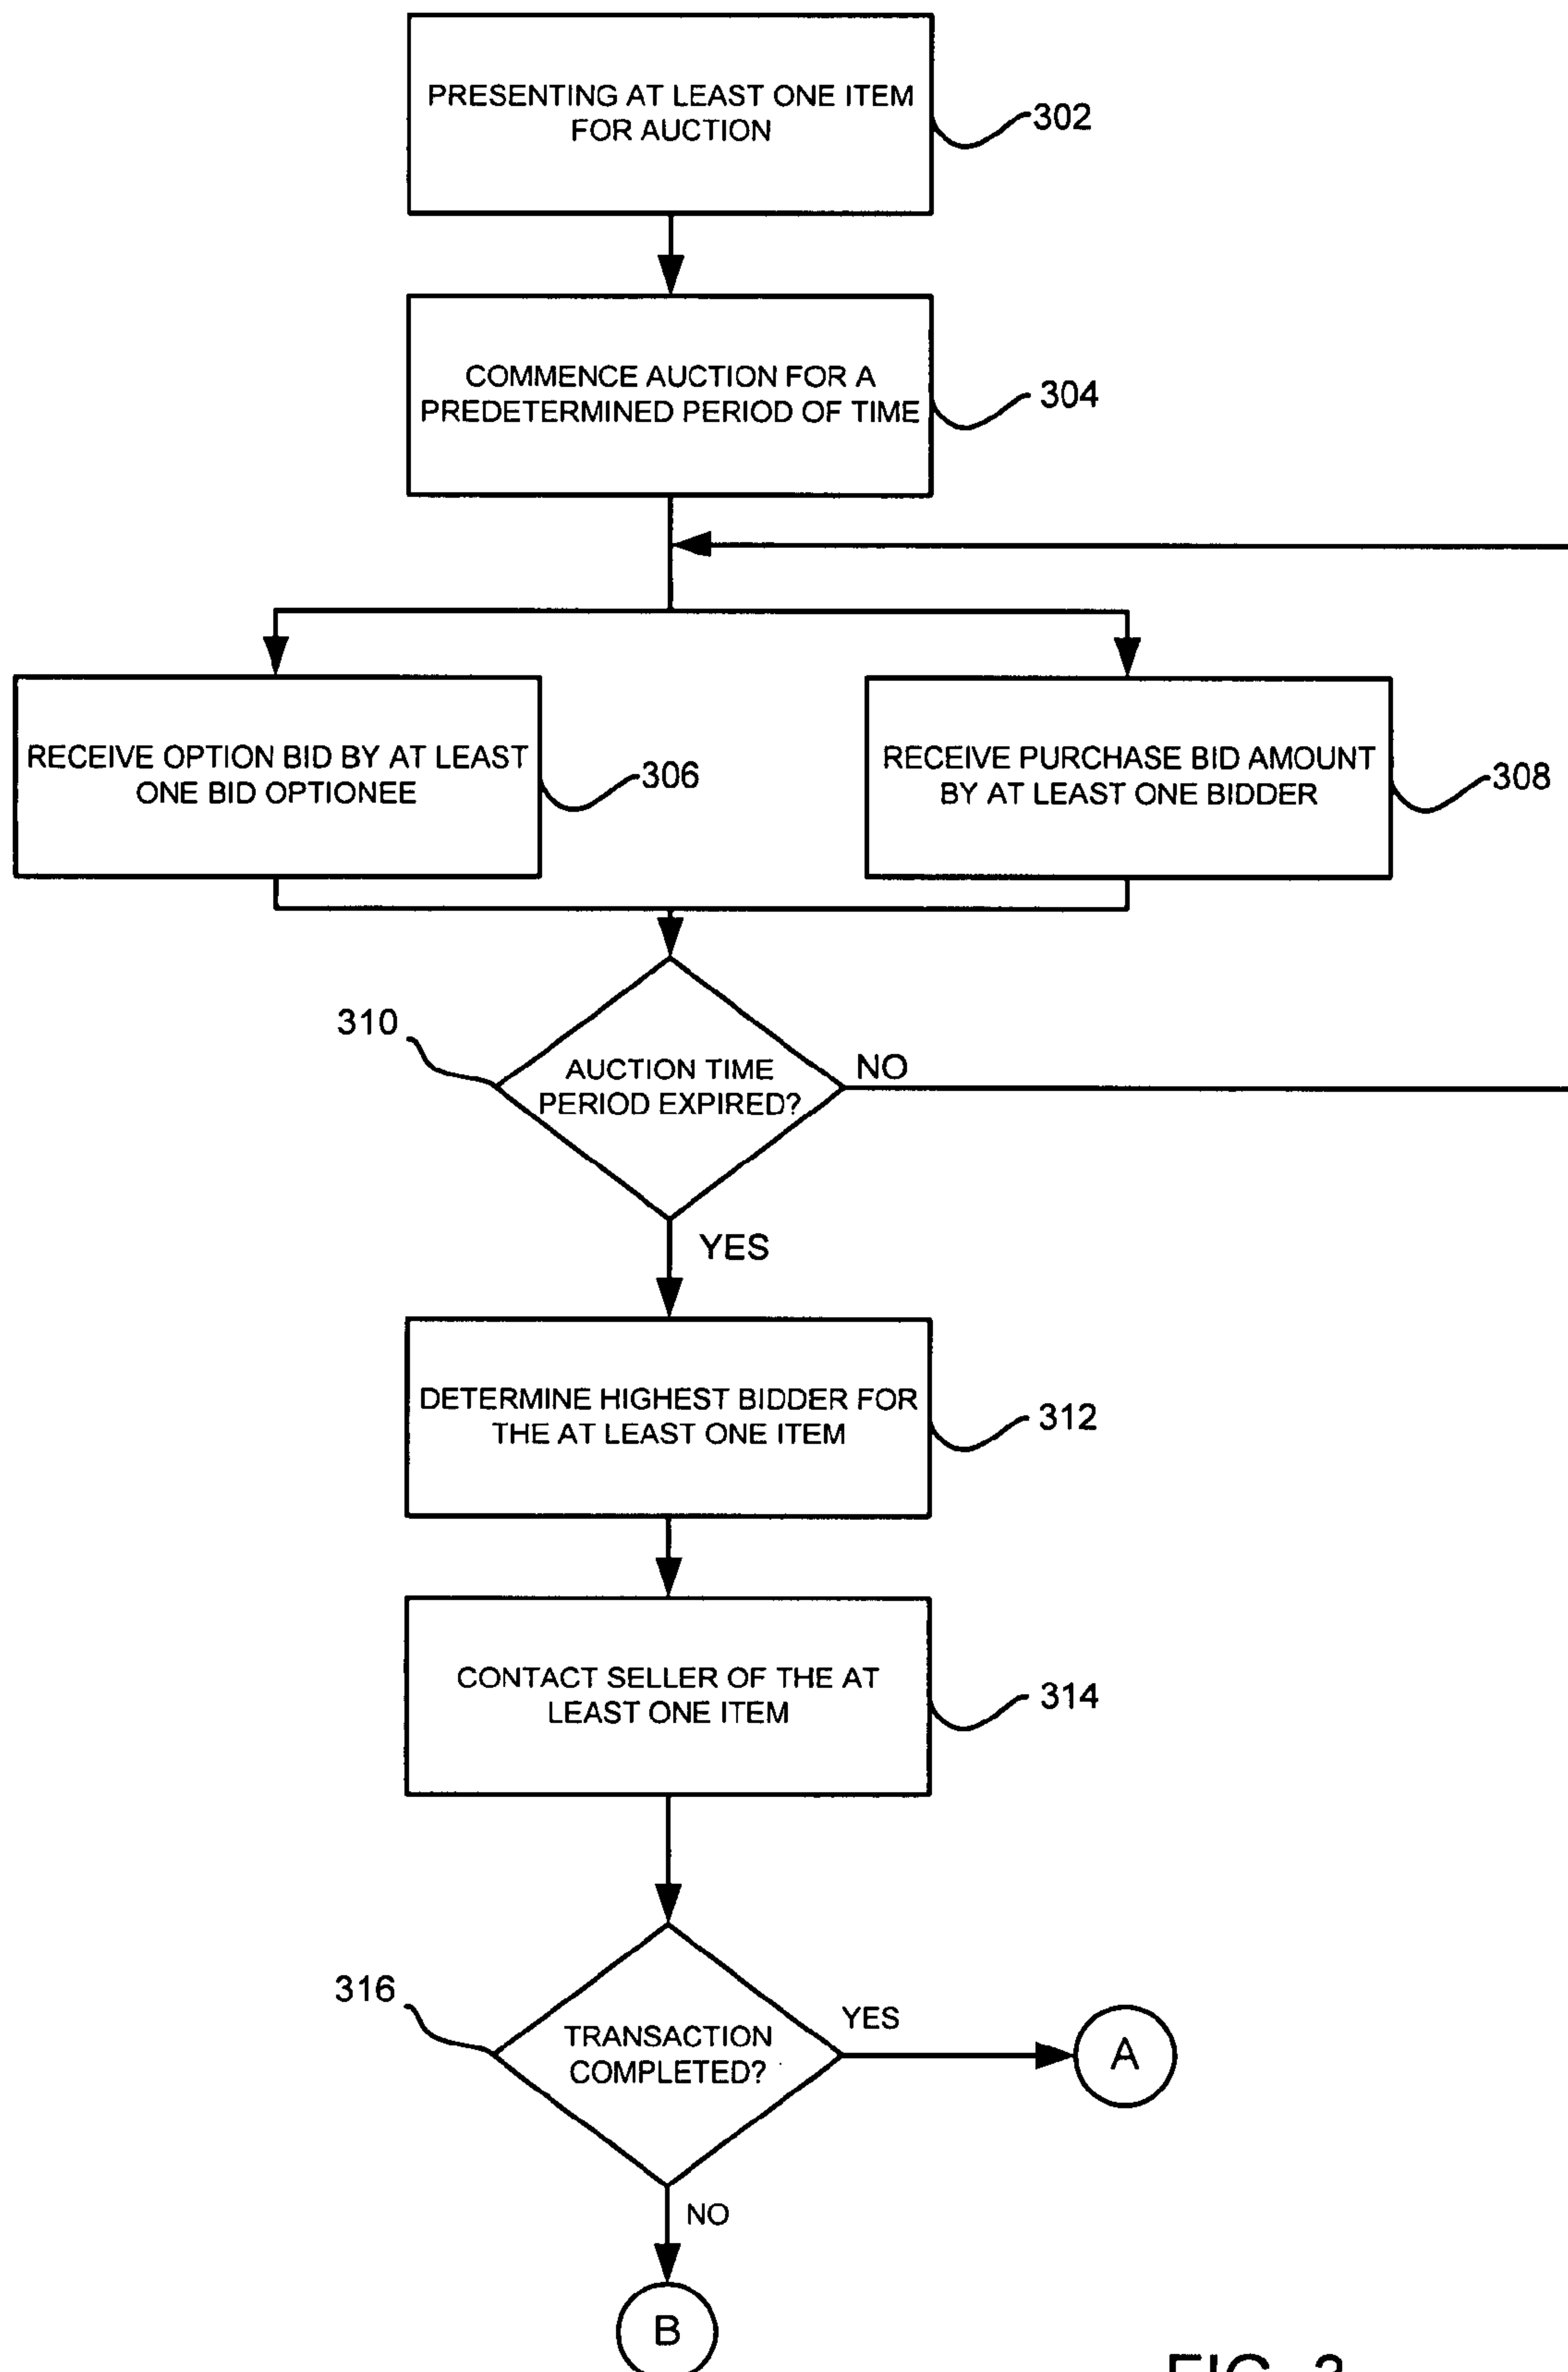 PRESENTING AT LEAST ONE ITEM
FOR AUCTION
302
COMMENCE AUCTION FOR A
PREDETERMINED PERIOD OF TIME
304
RECEIVE OPTION BID BY AT LEAST
ONE BID OPTIONEE
306
RECEIVE PURCHASE BID AMOUNT
BY AT LEAST ONE BIDDER
308
310
AUCTION TIME
PERIOD EXPIRED?
NO
YES
DETERMINE HIGHEST BIDDER FOR
THE AT LEAST ONE ITEM
312
CONTACT SELLER OF THE AT
LEAST ONE ITEM
314
316
TRANSACTION
COMPLETED?
YES
A
NO
B